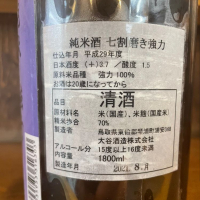 純米酒 七割磨き強力
仕込年月 平成29年度
日本酒度 (+)3.7 /酸度 1.5
原料米品種 強力100%
お酒は20歳になってから
品目 清酒
原材料名 米(国産)、米麹(国産米)
精米歩合 70%
製造者 鳥取県東伯郡琴浦町浦安
大谷酒造株式会社
アルコール分 15度以上16度未満
内容量 1800ml
製造年月 2021. 8.月